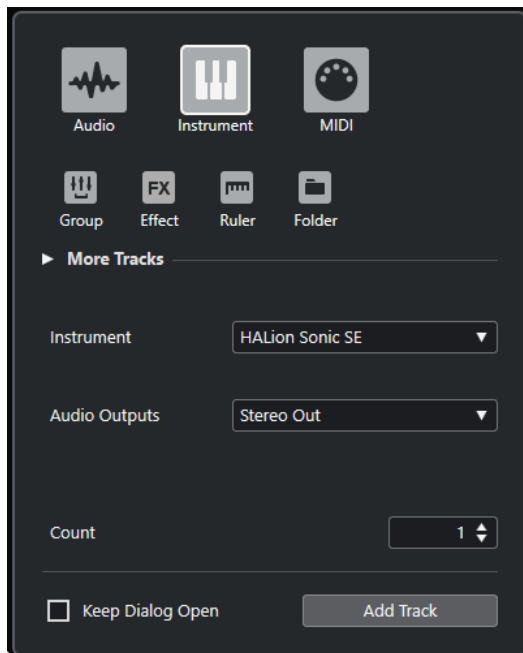 Audio Instrument MIDI
FX
Group Effect Ruler Folder
More Tracks
Instrument HALion Sonic SE
Audio Outputs Stereo Out
Count 1
Keep Dialog Open Add Track